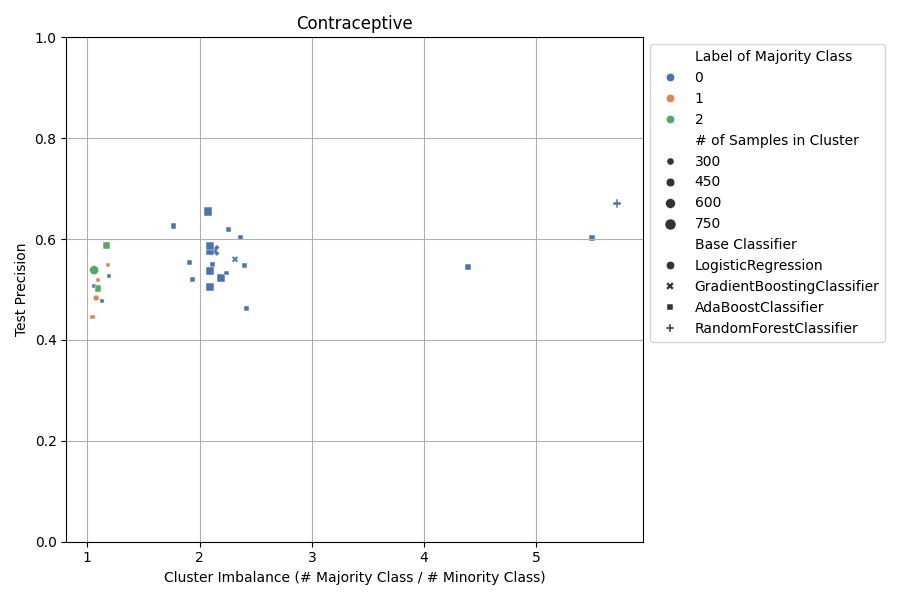 Contraceptive
1.0
0.8
0.6
0.4
0.2
0.0
Test Precision
1
2
3
4
5
Cluster Imbalance (# Majority Class / # Minority Class)
Label of Majority Class
0
1
2
# of Samples in Cluster
300
450
600
750
Base Classifier
LogisticRegression
GradientBoostingClassifier
AdaBoostClassifier
RandomForestClassifier